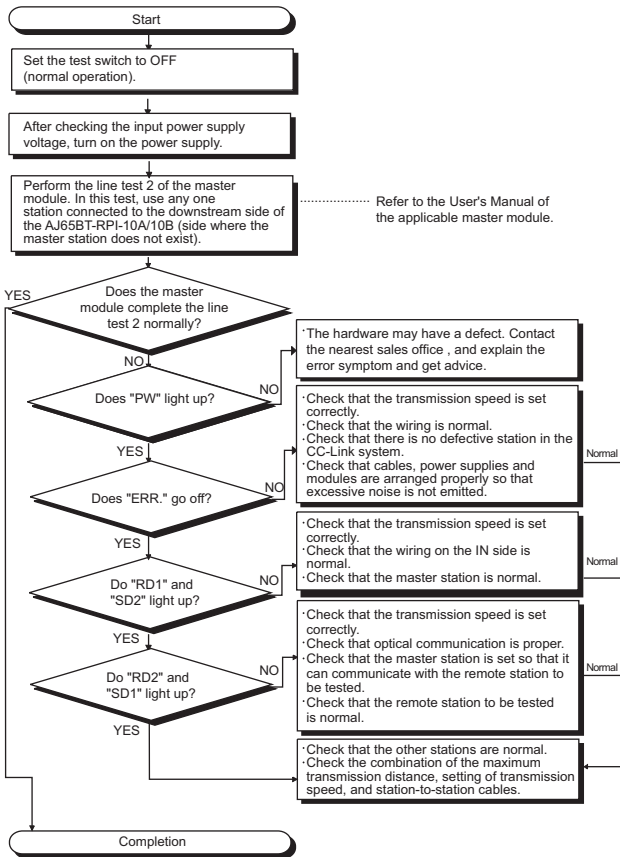 Start
Set the test switch to OFF
(normal operation).
After checking the input power supply
voltage, turn on the power supply.
Perform the line test 2 of the master
module. In this test, use any one
station connected to the downstream side of
the AJ65BT-RPI-10A/10B (side where the
master station does not exist).
Refer to the User's Manual of
the applicable master module.
YES
Does the master
module complete the line
test 2 normally?
NO
·The hardware may have a defect. Contact
the nearest sales office , and explain the
error symptom and get advice.
NO
Does "PW" light up?
YES
·Check that the transmission speed is set
correctly.
·Check that the wiring is normal.
·Check that there is no defective station in the
CC-Link system.
·Check that cables, power supplies and
modules are arranged properly so that
excessive noise is not emitted.
Normal
NO
Does "ERR." go off?
YES
·Check that the transmission speed is set
correctly.
·Check that the wiring on the IN side is
normal.
·Check that the master station is normal.
Normal
NO
Do "RD1" and
"SD2" light up?
YES
·Check that the transmission speed is set
correctly.
·Check that optical communication is proper.
·Check that the master station is set so that it
can communicate with the remote station to
be tested.
·Check that the remote station to be tested
is normal.
Normal
NO
Do "RD2" and
"SD1" light up?
YES
·Check that the other stations are normal.
·Check the combination of the maximum
transmission distance, setting of transmission
speed, and station-to-station cables.
Completion